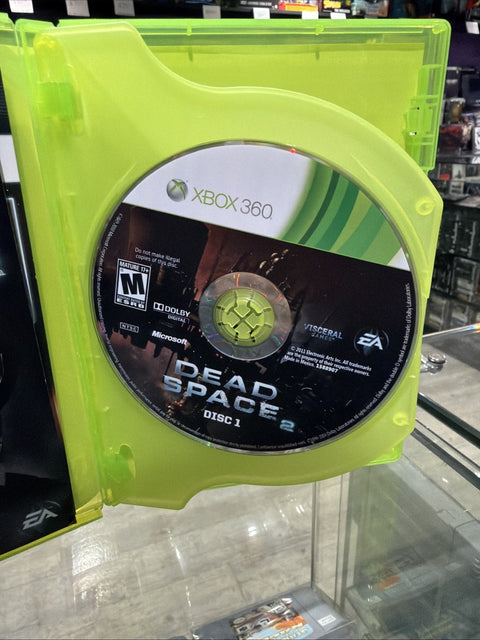 XBOX 360
Do not make illegal
copies of this disc.
MATURE 17+
M
ESRB
DOLBY
DIGITAL
NTSC
Microsoft
VISCERAL
GAMES
EA
© 2011 Electronic Arts Inc. All trademarks
are the property of their respective owners.
Made in Mexico. 1588907
DEAD
SPACE 2
DISC 1
EA